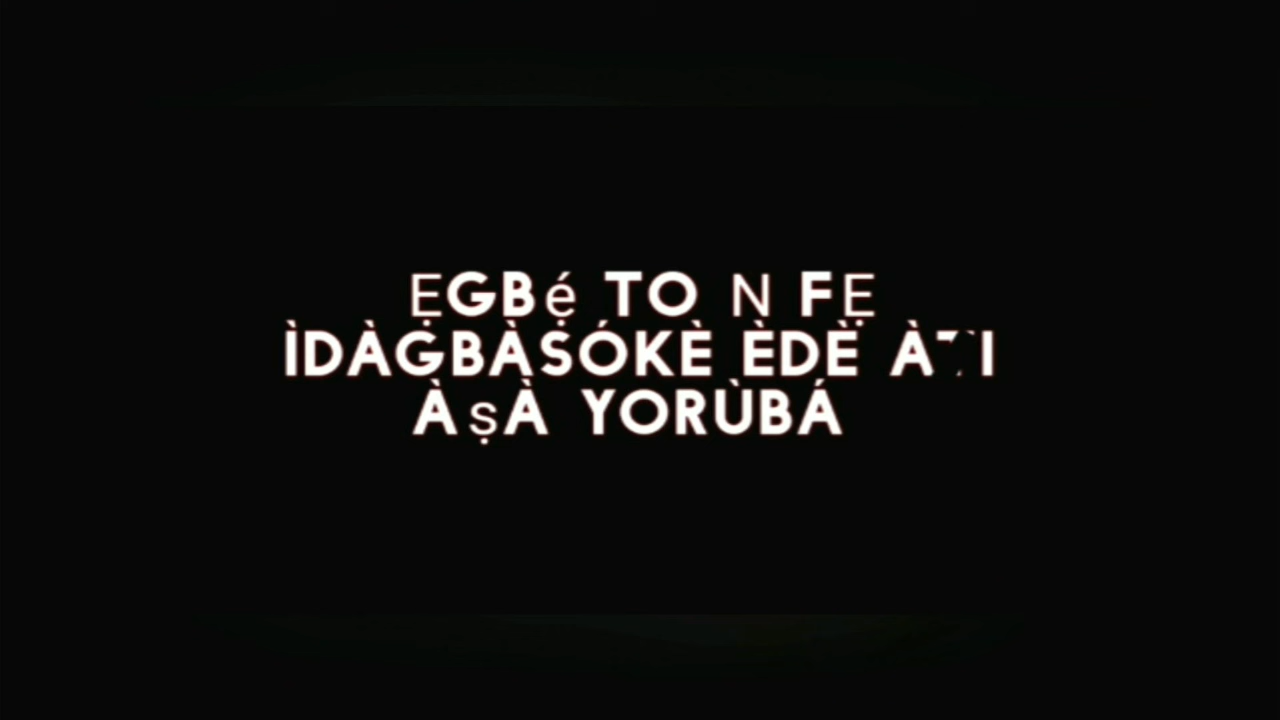 ẸGBẹ́ TO N FẸ
ÌDÀGBÀSÓKÈ ÈDÈ
ÀṣÀ YORÙBÁ